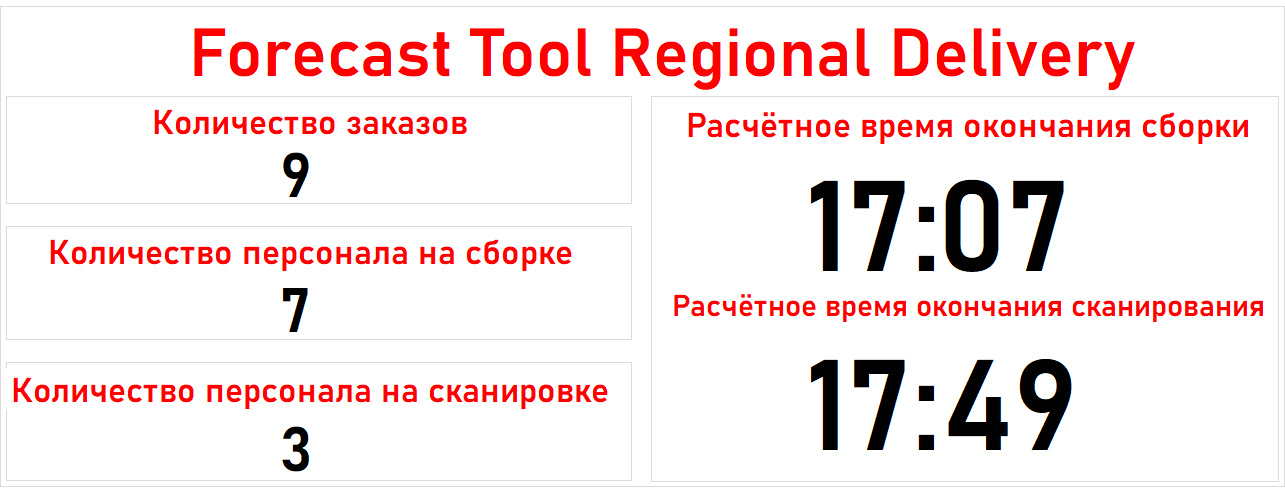 Forecast Tool Regional Delivery
Количество заказов
9
Количество персонала на сборке
7
Количество персонала на сканировке
3
Расчётное время окончания сборки
17:07
Расчётное время окончания сканирования
17:49